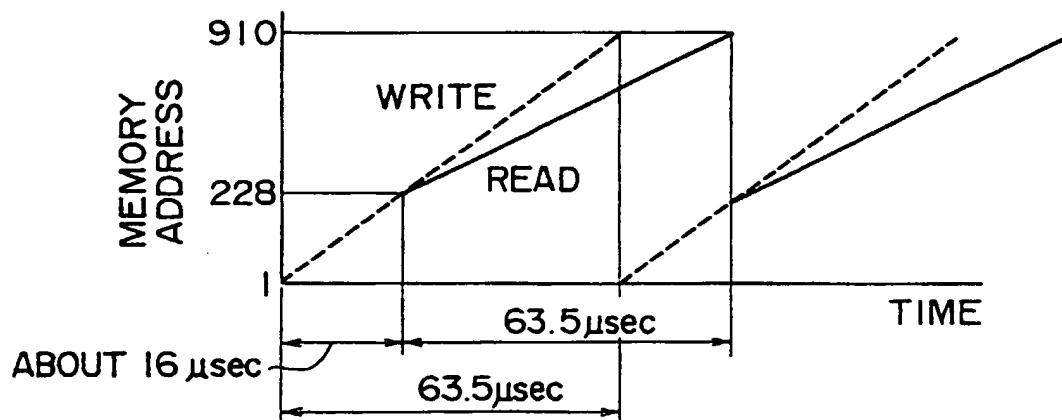 910
WRITE
MEMORY
ADDRESS
228
READ
1
TIME
63.5μsec
ABOUT 16 μsec
63.5μsec